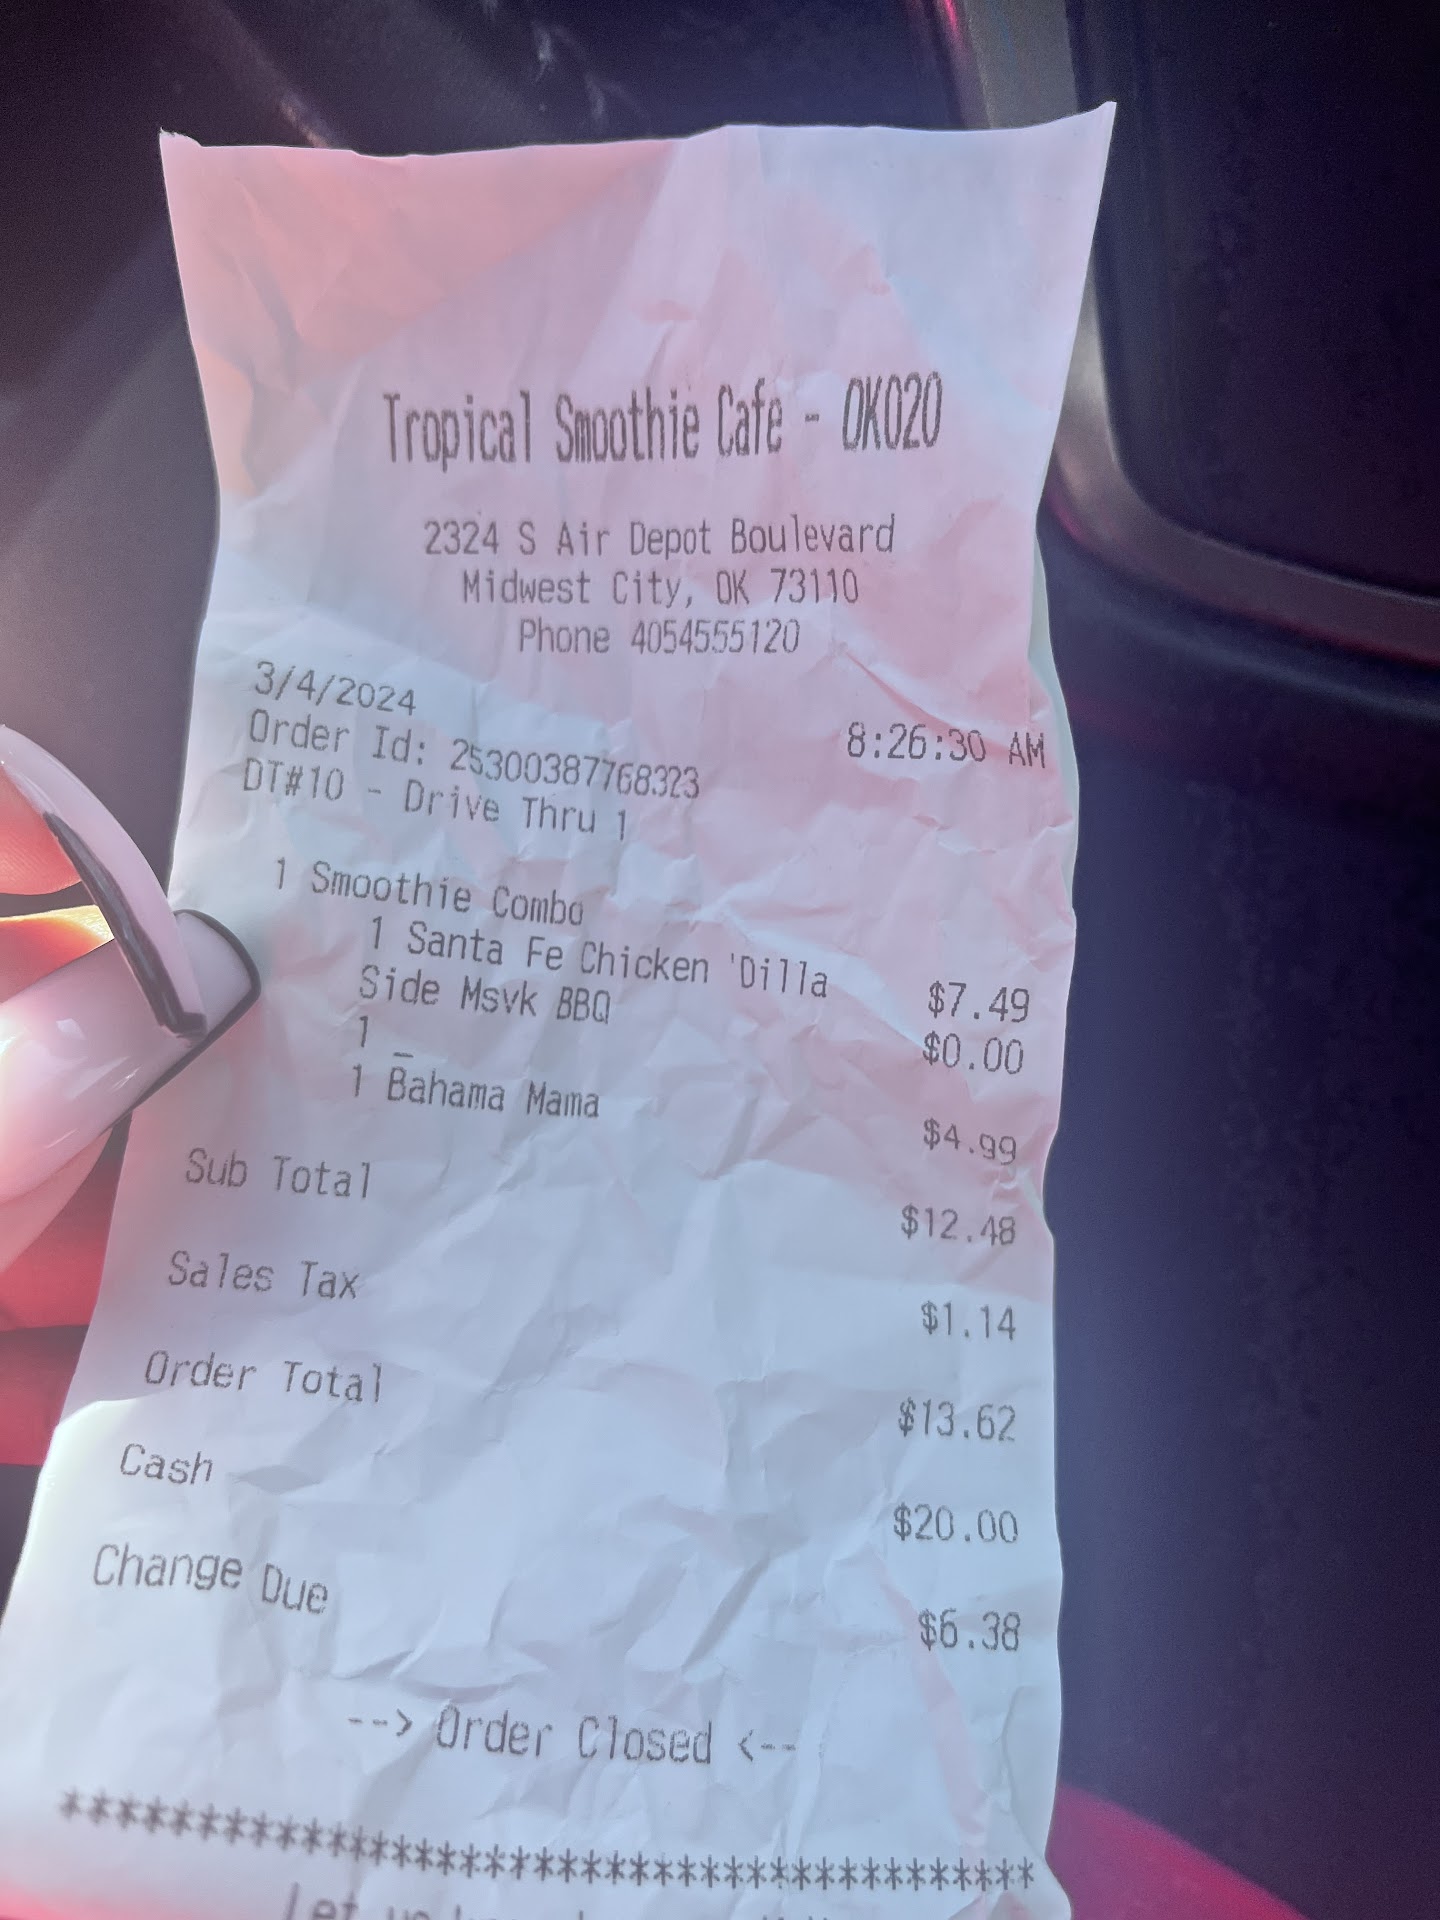 Tropical Smoothie Cafe - OK020
2324 S Air Depot Boulevard
Midwest City, OK 73110
Phone 4054555120
3/4/2024 8:26:30 AM
Order Id: 25300387768323
DT#10 - Drive Thru 1
1 Smoothie Combo
1 Santa Fe Chicken 'Dilla $7.49
Side Msvk BBQ $0.00
1 _
1 Bahama Mama $4.99
Sub Total $12.48
Sales Tax $1.14
Order Total $13.62
Cash $20.00
Change Due $6.38
--> Order Closed <--
**************************************
Let us